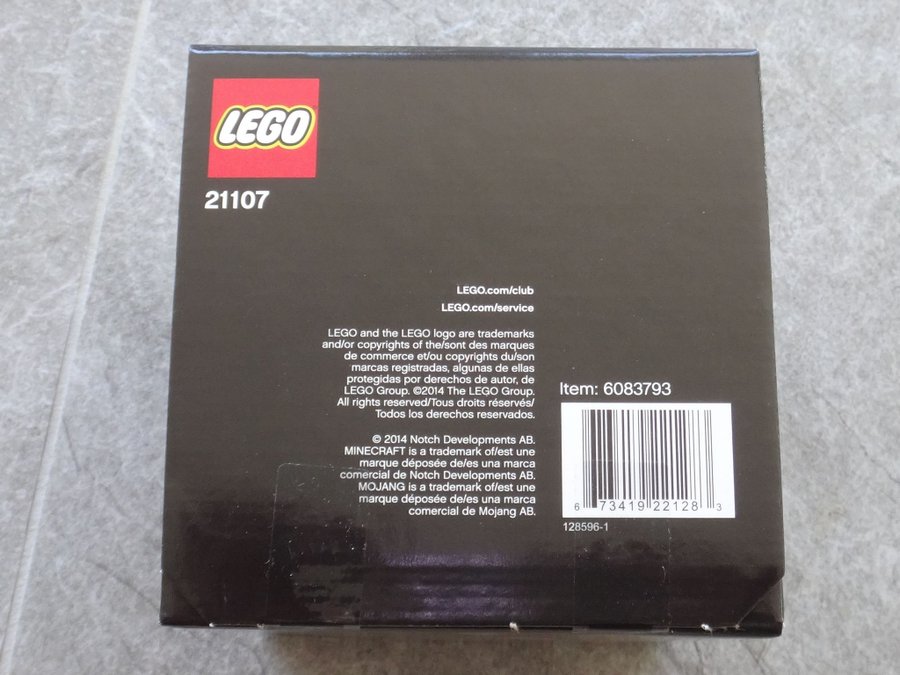 LEGO
21107
LEGO.com/club
LEGO.com/service
LEGO and the LEGO logo are trademarks
and/or copyrights of the/sont des marques
de commerce et/ou copyrights du/son
marcas registradas, algunas de ellas
protegidas por derechos de autor, de
LEGO Group. ©2014 The LEGO Group.
All rights reserved/Tous droits réservés/
Todos los derechos reservados.
© 2014 Notch Developments AB.
MINECRAFT is a trademark of/est une
marque déposée de/es una marca
comercial de Notch Developments AB.
MOJANG is a trademark of/est une
marque déposée de/es una marca
comercial de Mojang AB.
Item: 6083793
6 73419 22128 3
128596-1